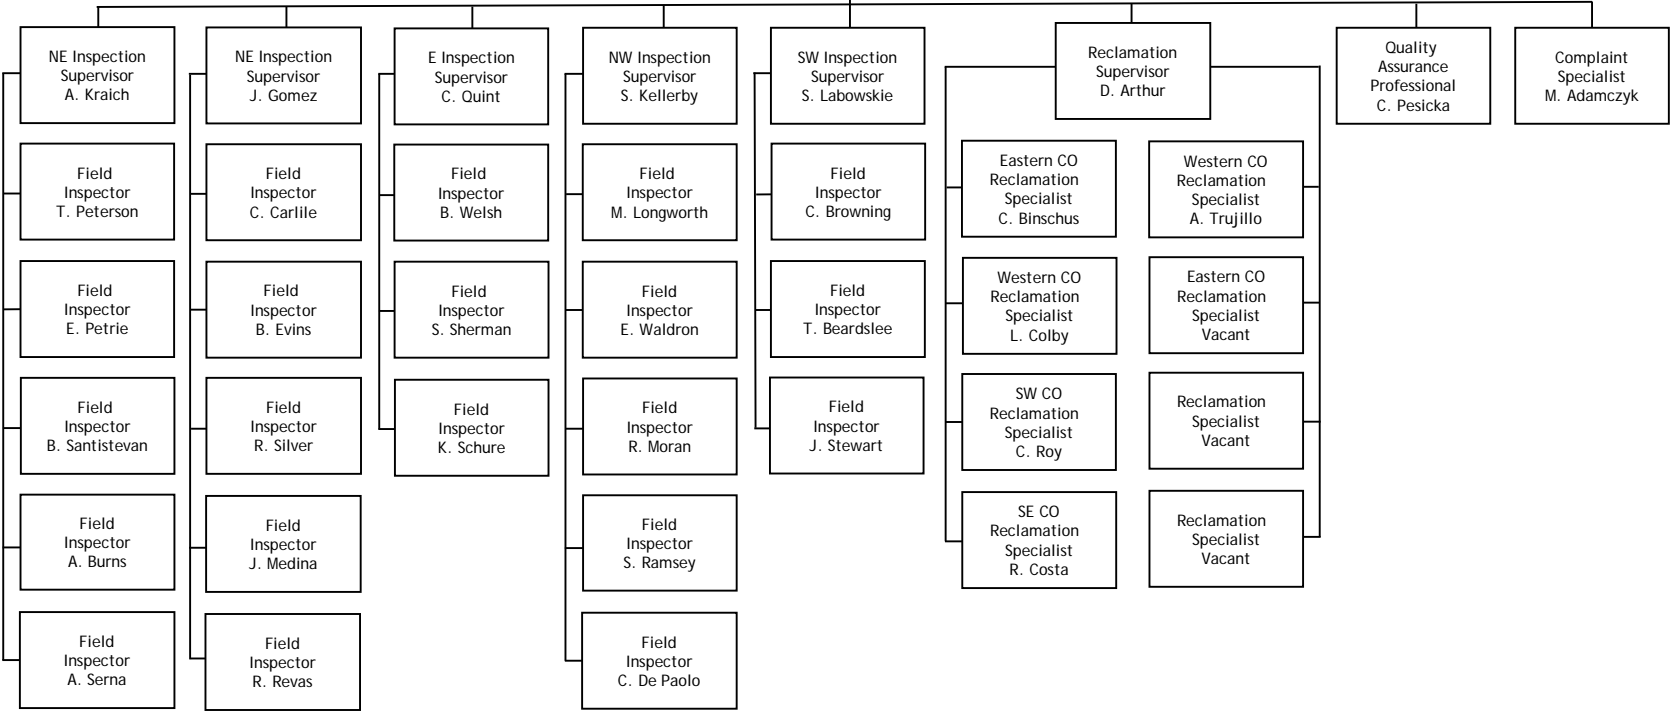 NE Inspection
Supervisor
A. Kraich
Field
Inspector
T. Peterson
Field
Inspector
E. Petrie
Field
Inspector
B. Santistevan
Field
Inspector
A. Burns
Field
Inspector
A. Serna
NE Inspection
Supervisor
J. Gomez
Field
Inspector
C. Carlile
Field
Inspector
B. Evins
Field
Inspector
R. Silver
Field
Inspector
J. Medina
Field
Inspector
R. Revas
E Inspection
Supervisor
C. Quint
Field
Inspector
B. Welsh
Field
Inspector
S. Sherman
Field
Inspector
K. Schure
NW Inspection
Supervisor
S. Kellerby
Field
Inspector
M. Longworth
Field
Inspector
E. Waldron
Field
Inspector
R. Moran
Field
Inspector
S. Ramsey
Field
Inspector
C. De Paolo
SW Inspection
Supervisor
S. Labowskie
Field
Inspector
C. Browning
Field
Inspector
T. Beardslee
Field
Inspector
J. Stewart
Reclamation
Supervisor
D. Arthur
Eastern CO
Reclamation
Specialist
C. Binschus
Western CO
Reclamation
Specialist
L. Colby
SW CO
Reclamation
Specialist
C. Roy
SE CO
Reclamation
Specialist
R. Costa
Western CO
Reclamation
Specialist
A. Trujillo
Eastern CO
Reclamation
Specialist
Vacant
Reclamation
Specialist
Vacant
Reclamation
Specialist
Vacant
Quality
Assurance
Professional
C. Pesicka
Complaint
Specialist
M. Adamczyk